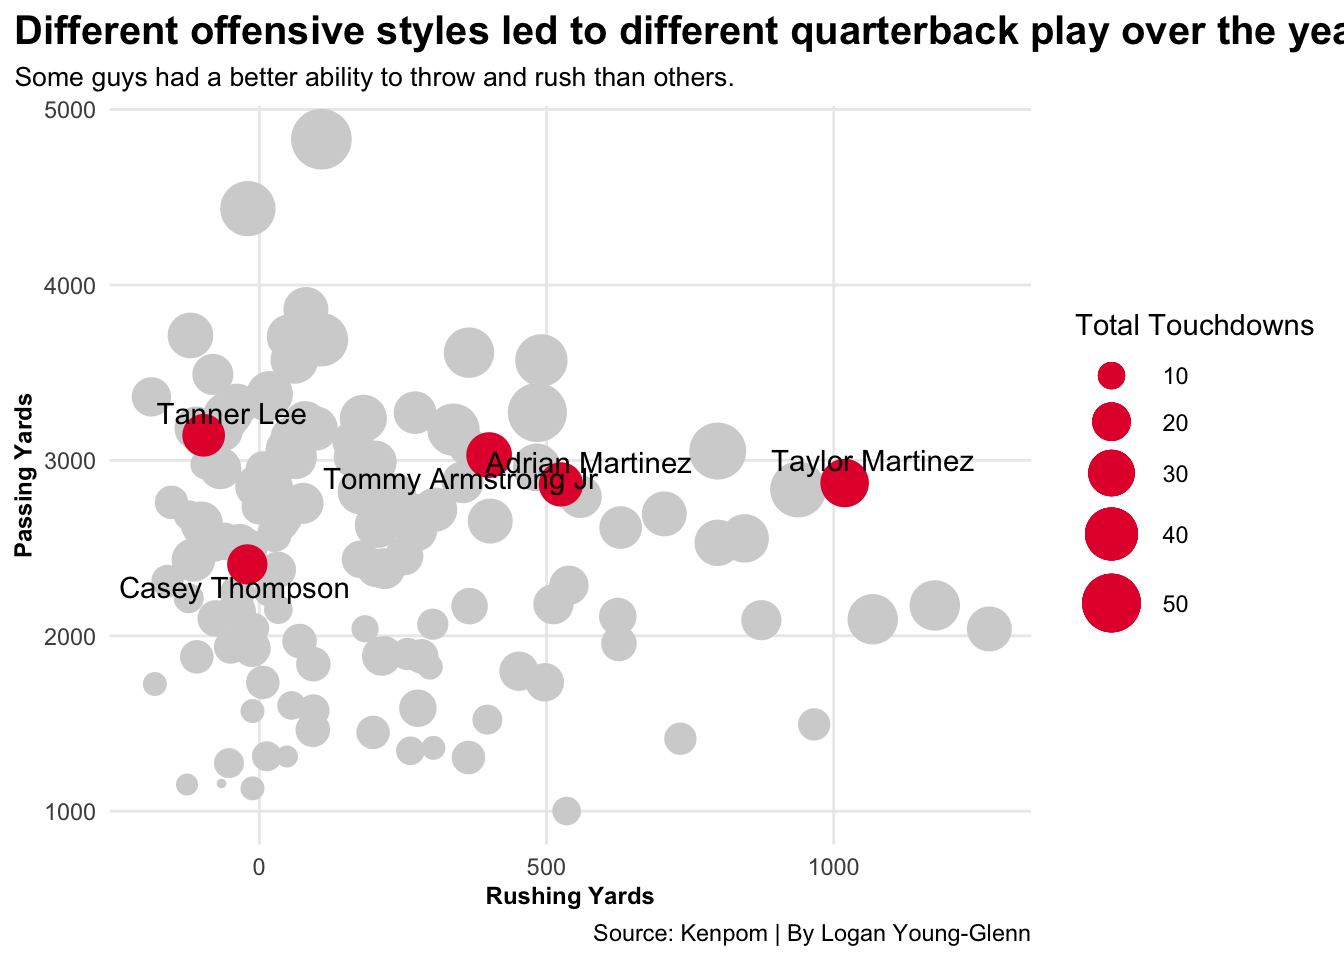 Different offensive styles led to different quarterback play over the yea
Some guys had a better ability to throw and rush than others.
5000
4000
3000
2000
1000
Passing Yards
Tanner Lee
Adrian Martinez
Taylor Martinez
Tommy Armstrong Jr
Casey Thompson
0
500
1000
Rushing Yards
Total Touchdowns
10
20
30
40
50
Source: Kenpom | By Logan Young-Glenn